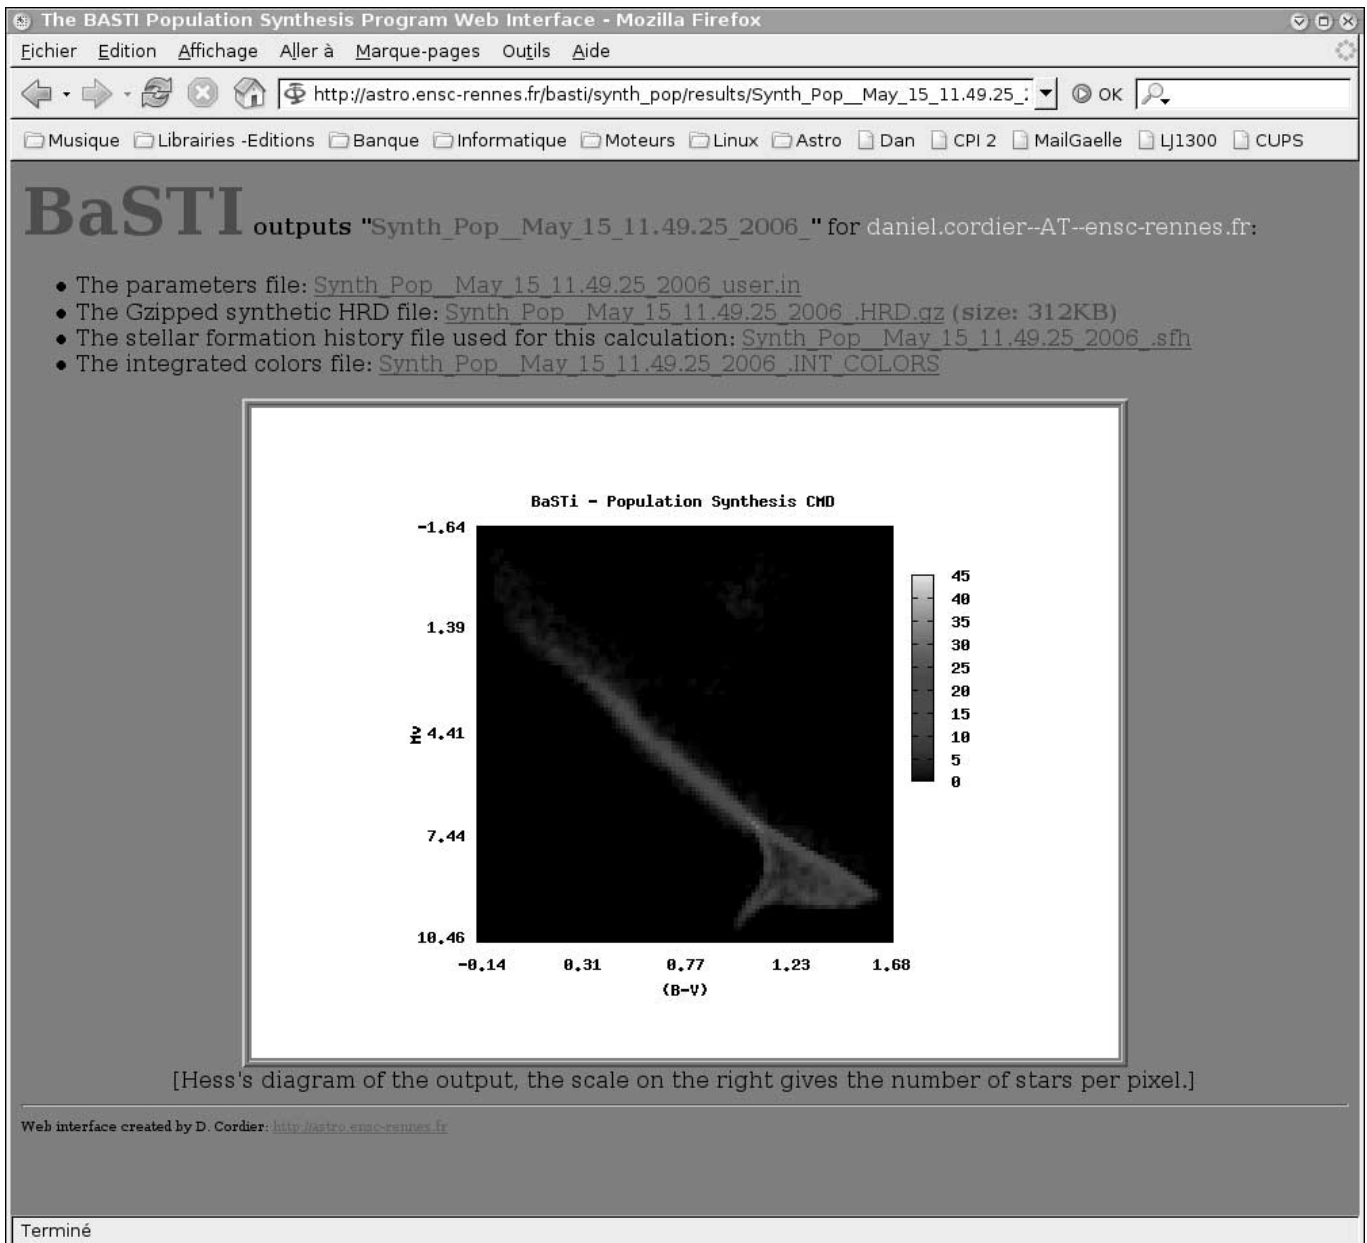 The BASTI Population Synthesis Program Web Interface - Mozilla Firefox
Fichier Edition Affichage Aller à Marque-pages Outils Aide
http://astro.ensc-rennes.fr/basti/synth_pop/results/Synth_Pop__May_15_11.49.25_ OK
Musique Librairies -Editions Banque Informatique Moteurs Linux Astro Dan CPI 2 MailGaelle LJ1300 CUPS
BaSTI outputs "Synth_Pop__May_15_11.49.25_2006_" for daniel.cordier--AT--ensc-rennes.fr:
• The parameters file: Synth_Pop__May_15_11.49.25_2006_user.in
• The Gzipped synthetic HRD file: Synth_Pop__May_15_11.49.25_2006_.HRD.gz (size: 312KB)
• The stellar formation history file used for this calculation: Synth_Pop__May_15_11.49.25_2006_.sfh
• The integrated colors file: Synth_Pop__May_15_11.49.25_2006_.INT_COLORS
BaSTi - Population Synthesis CMD
-1.64
1.39
Mv 4.41
7.44
10.46
-0.14 0.31 0.77 1.23 1.68
(B-V)
45
40
35
30
25
20
15
10
5
0
[Hess's diagram of the output, the scale on the right gives the number of stars per pixel.]
Web interface created by D. Cordier: http://astro.ensc-rennes.fr
Terminé